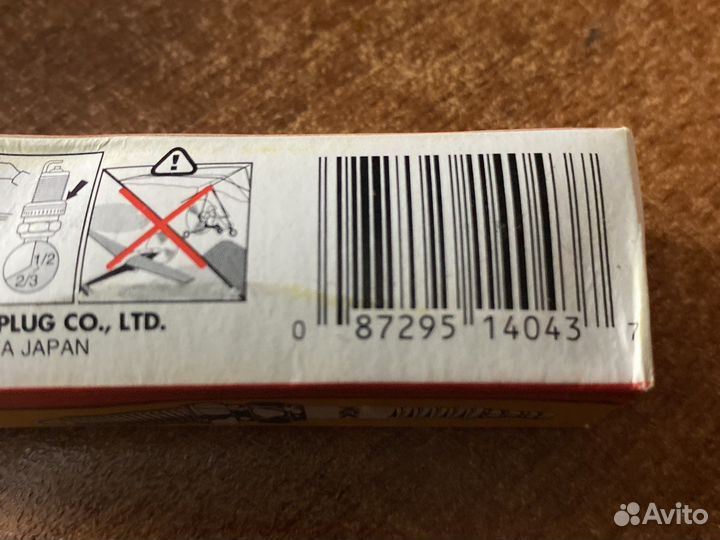 !
1/2
2/3
PLUG CO., LTD.
A JAPAN
0 87295 14043 7
Avito